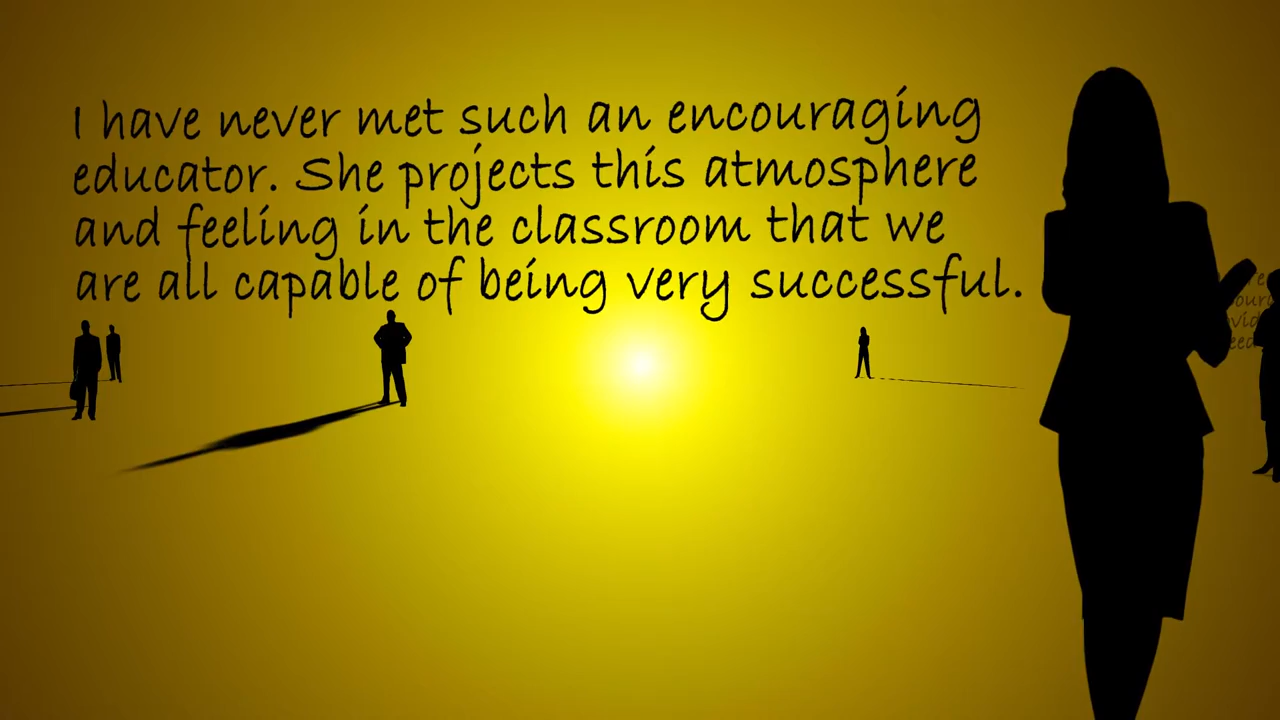 I have never met such an encouraging
educator. She projects this atmosphere
and feeling in the classroom that we
are all capable of being very successful.